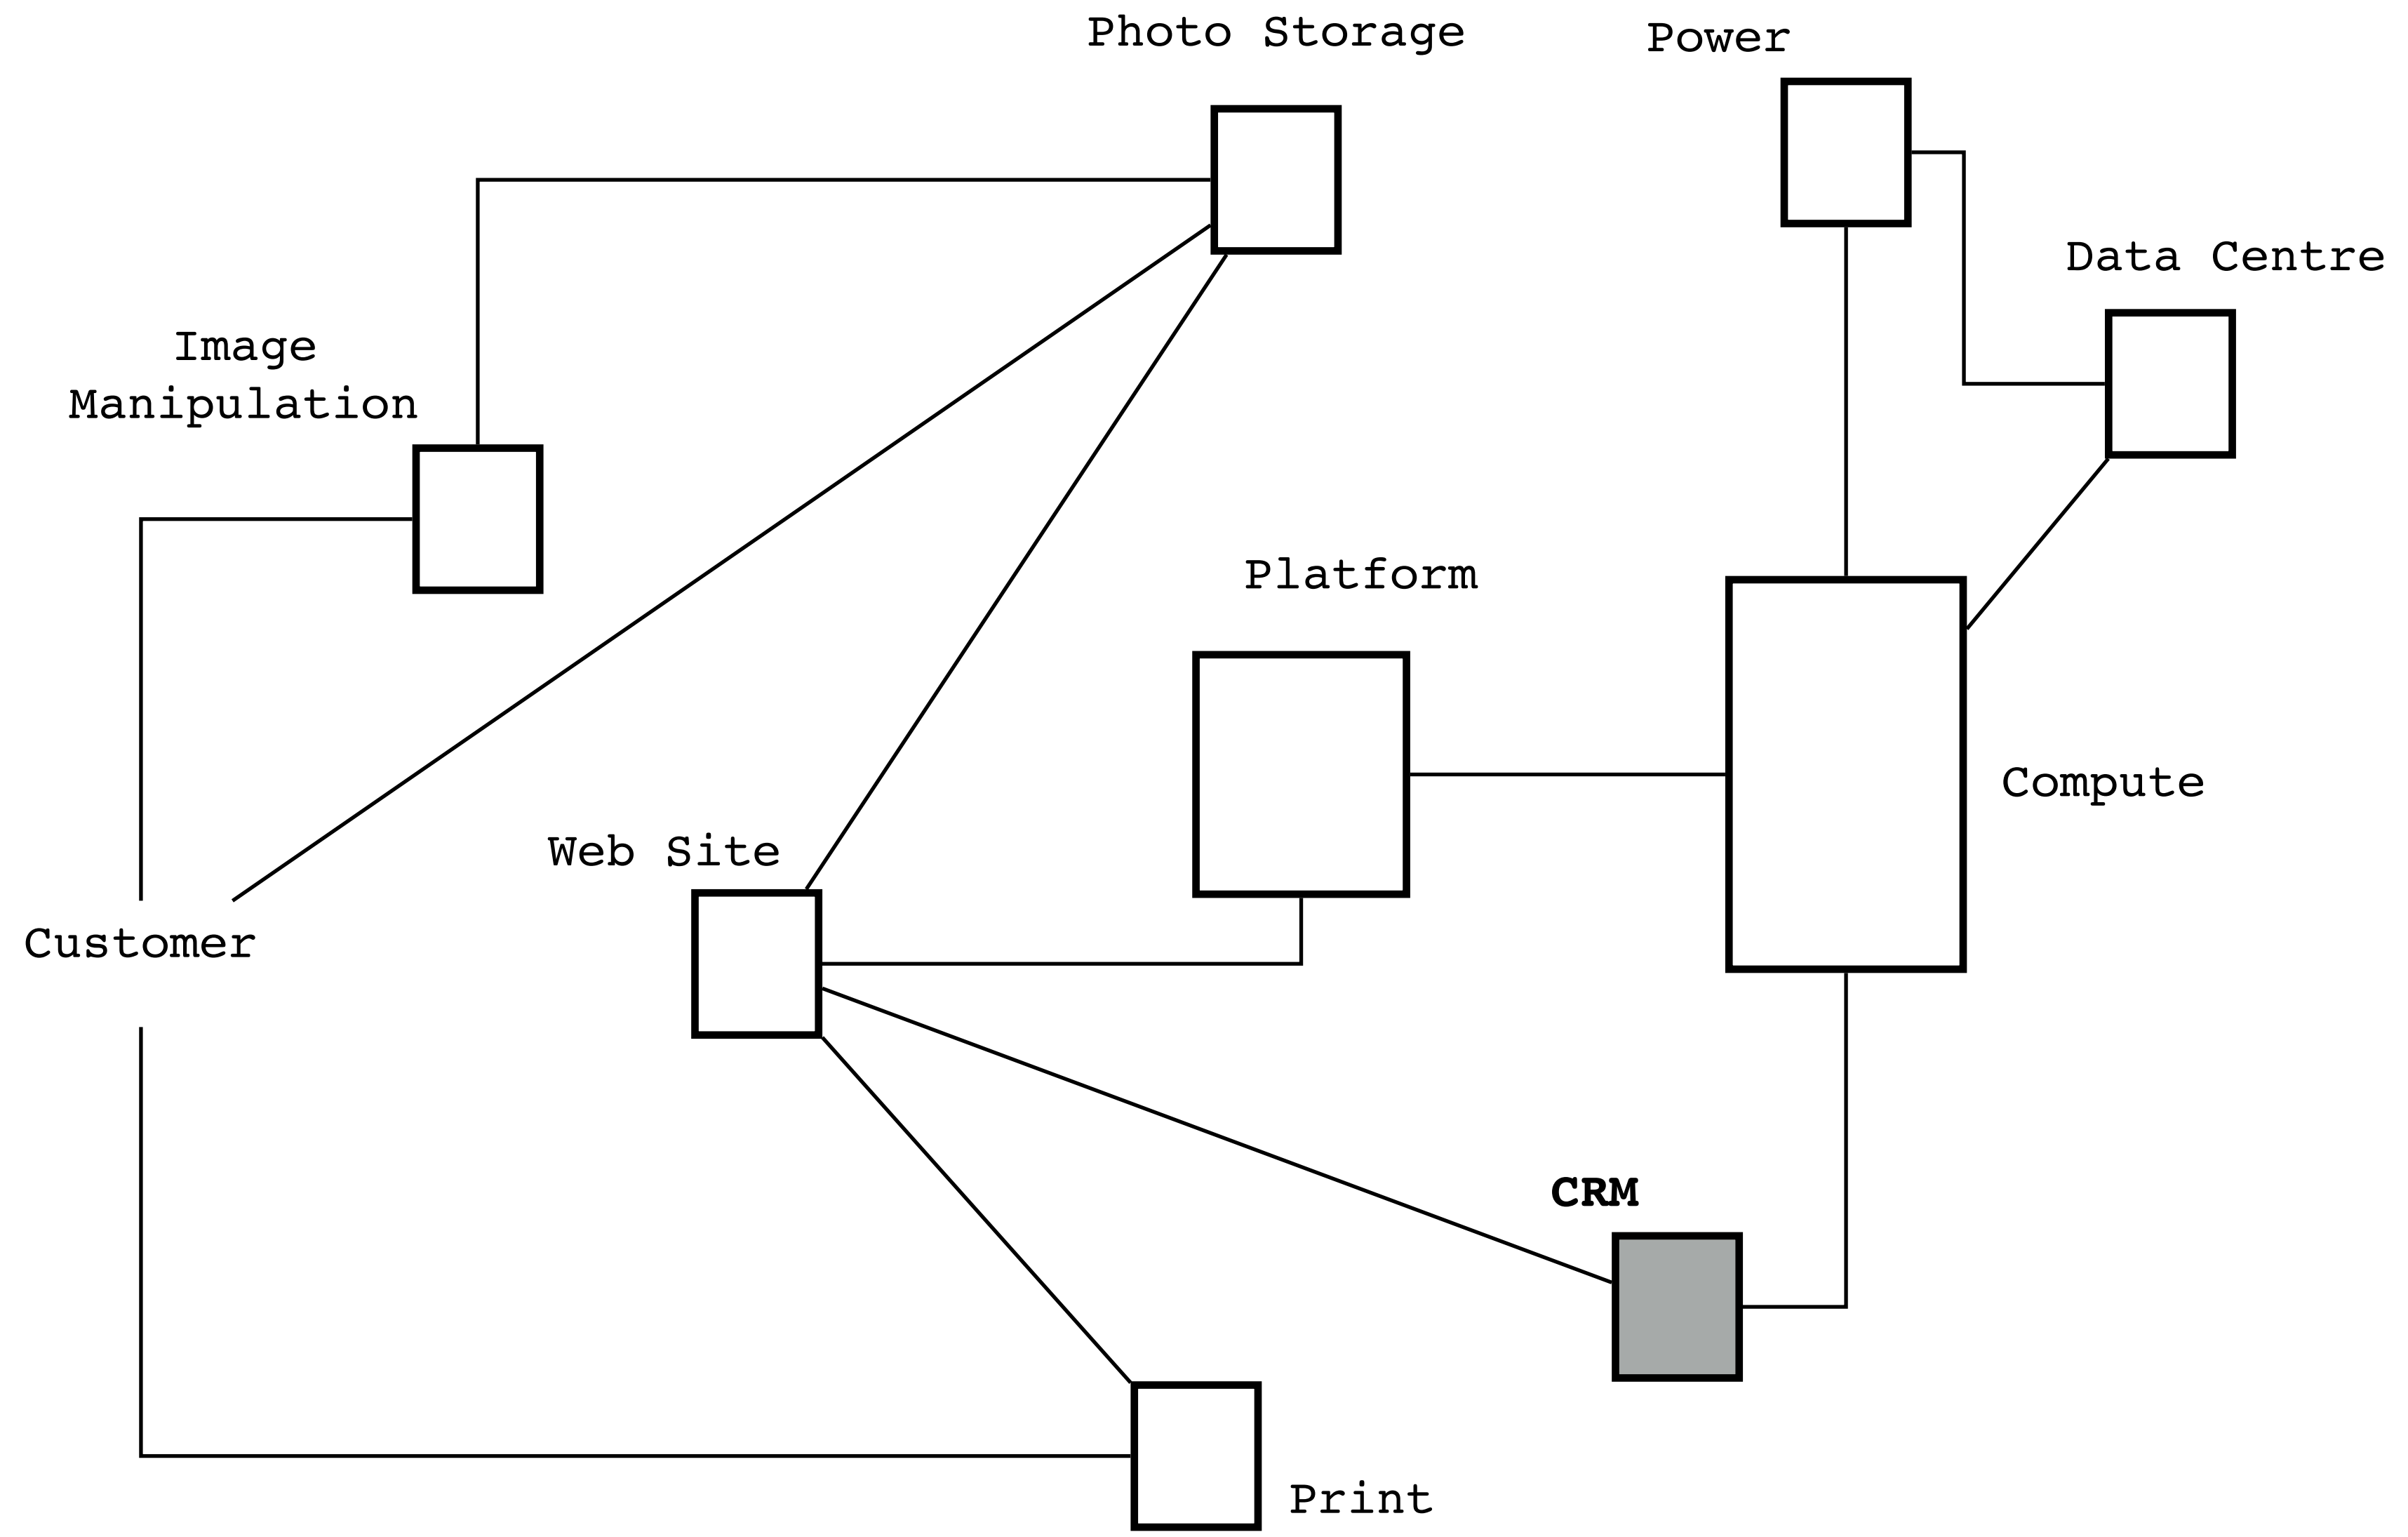 Photo Storage
Power
Data Centre
Image
Manipulation
Platform
Compute
Web Site
Customer
CRM
Print